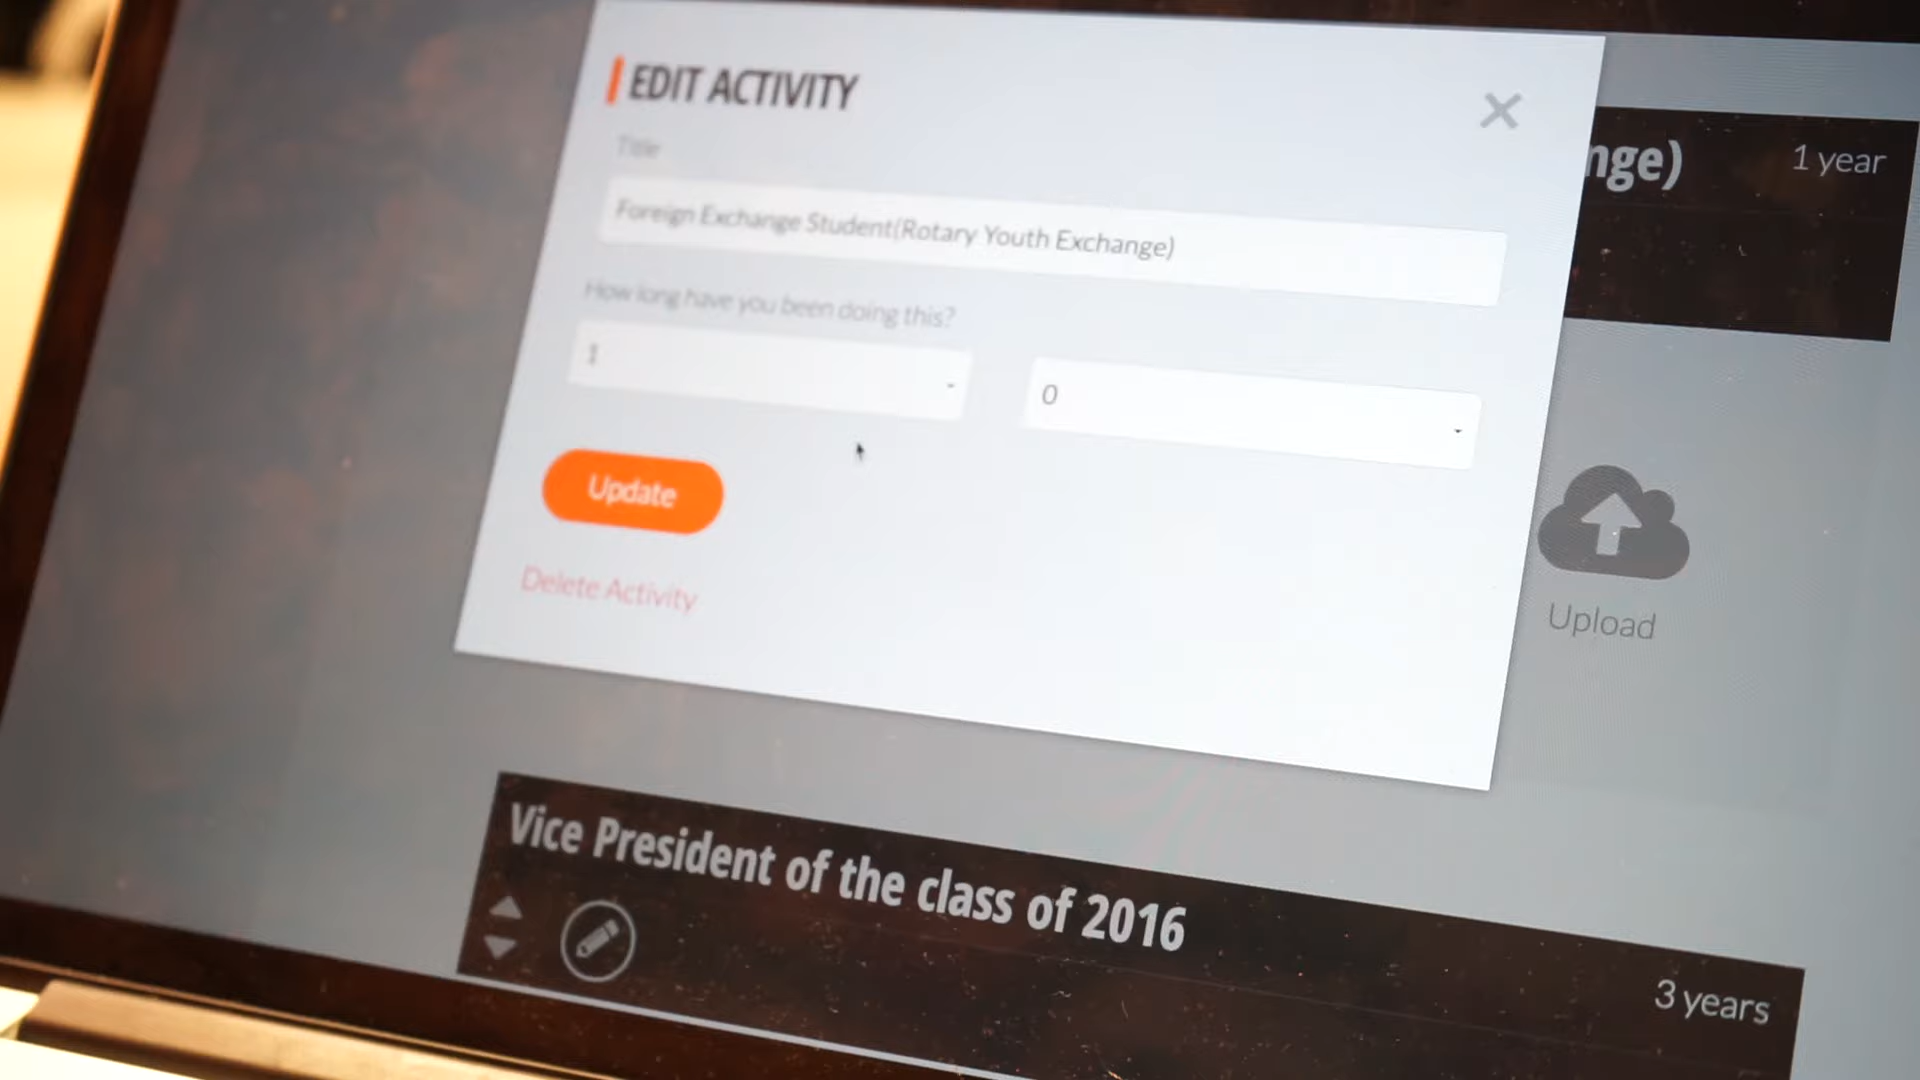 EDIT ACTIVITY
Title
nge)
1 year
Foreign Exchange Student(Rotary Youth Exchange)
How long have you been doing this?
1
0
Update
Delete Activity
Upload
Vice President of the class of 2016
3 years